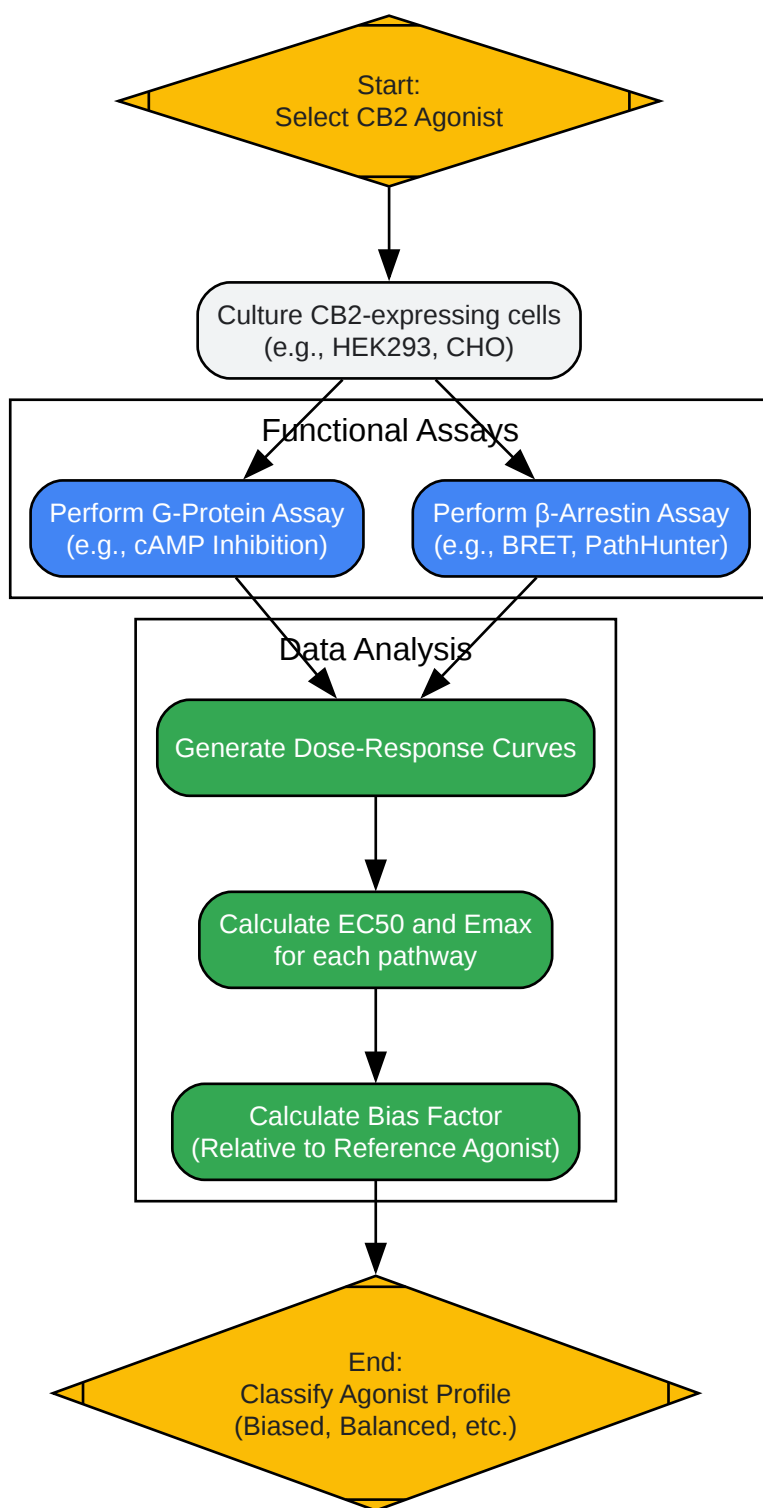 Start:
Select CB2 Agonist
Culture CB2-expressing cells
(e.g., HEK293, CHO)
Functional Assays
Perform G-Protein Assay
(e.g., cAMP Inhibition)
Perform β-Arrestin Assay
(e.g., BRET, PathHunter)
Data Analysis
Generate Dose-Response Curves
Calculate EC50 and Emax
for each pathway
Calculate Bias Factor
(Relative to Reference Agonist)
End:
Classify Agonist Profile
(Biased, Balanced, etc.)